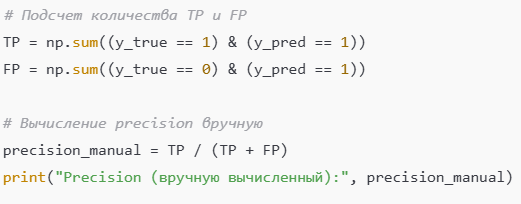 # Подсчет количества TP и FP
TP = np.sum((y_true == 1) & (y_pred == 1))
FP = np.sum((y_true == 0) & (y_pred == 1))
# Вычисление precision вручную
precision_manual = TP / (TP + FP)
print("Precision (вручную вычисленный):", precision_manual)